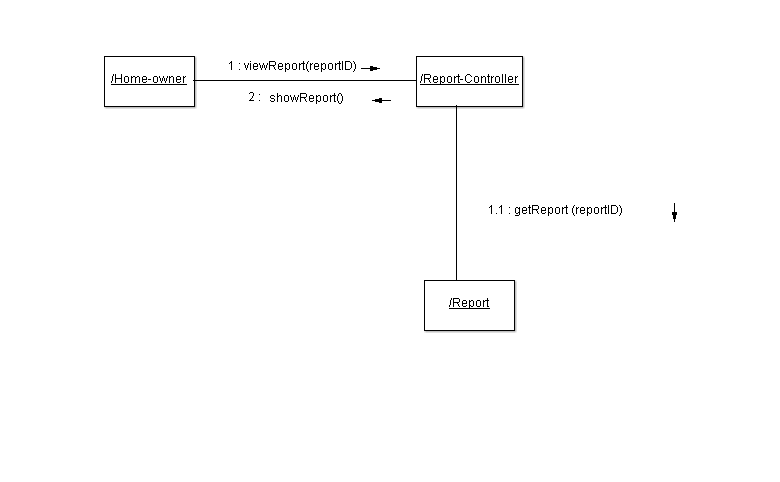 1 : viewReport(reportID)
/Home-owner
/Report-Controller
2 : showReport()
1.1 : getReport (reportID)
/Report